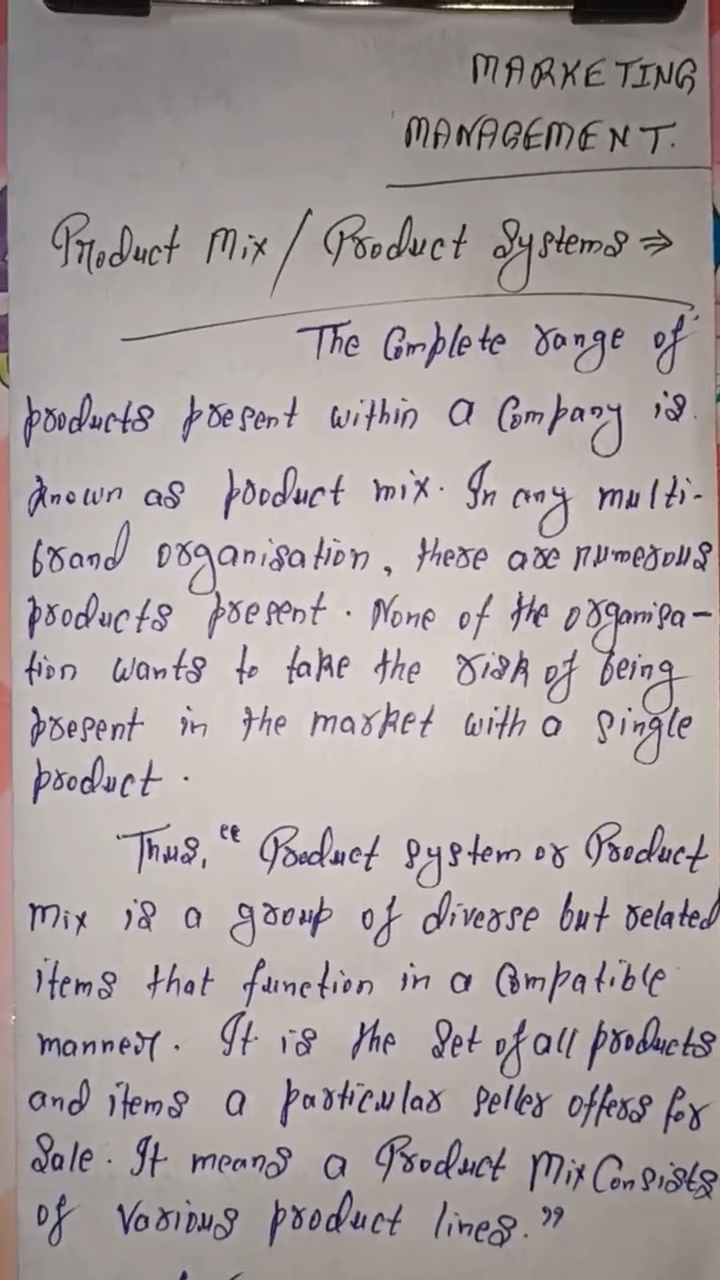 MARKETING
MANAGEMENT.
Product Mix / Product Systems ⇒
The Complete range of
products present within a Company is
known as product mix. In any multi-
brand organisation, there are numerous
products present. None of the organisa-
tion wants to take the risk of being
present in the market with a single
product.
Thus, “ Product system or Product
Mix is a group of diverse but related
items that function in a Compatible
manner. It is the Set of all products
and items a particular seller offers for
Sale. It means a Product Mix Consists
of Various product lines.”